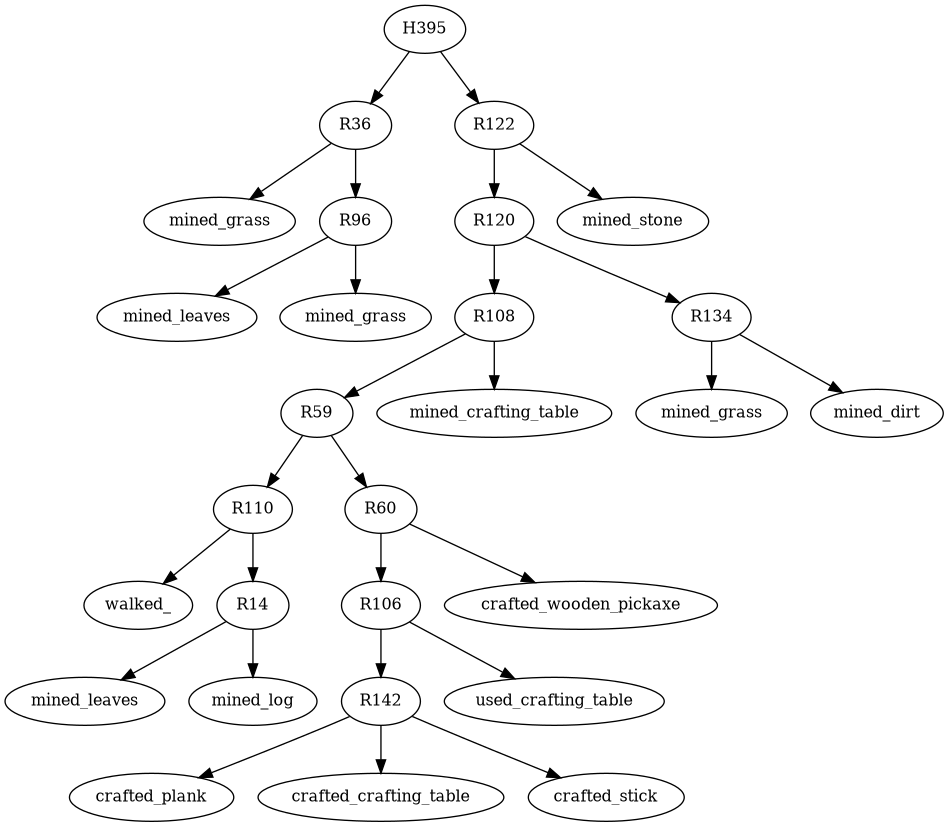 H395
R36
R122
mined_grass
R96
R120
mined_stone
mined_leaves
mined_grass
R108
R134
R59
mined_crafting_table
mined_grass
mined_dirt
R110
R60
walked_
R14
R106
crafted_wooden_pickaxe
mined_leaves
mined_log
R142
used_crafting_table
crafted_plank
crafted_crafting_table
crafted_stick